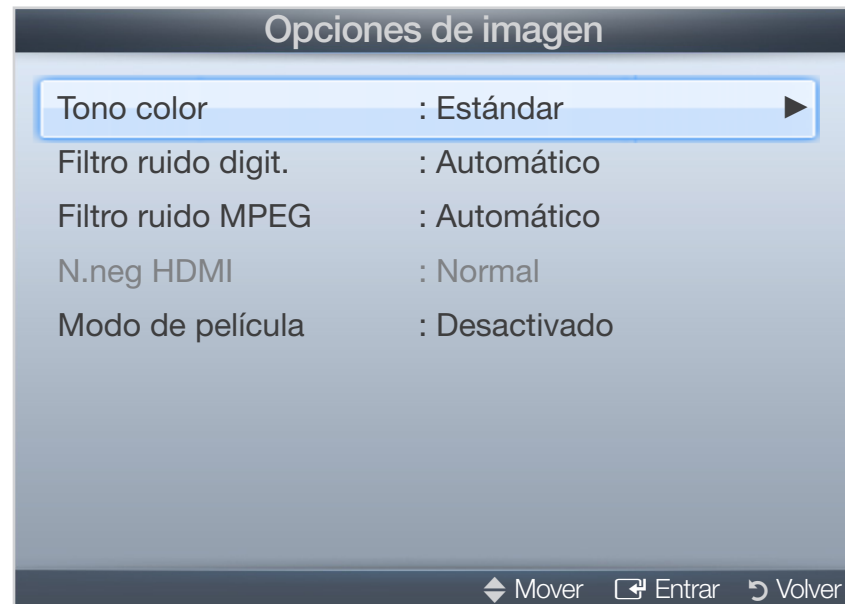 Opciones de imagen
Tono color : Estándar
Filtro ruido digit. : Automático
Filtro ruido MPEG : Automático
N.neg HDMI : Normal
Modo de película : Desactivado
Mover Entrar Volver